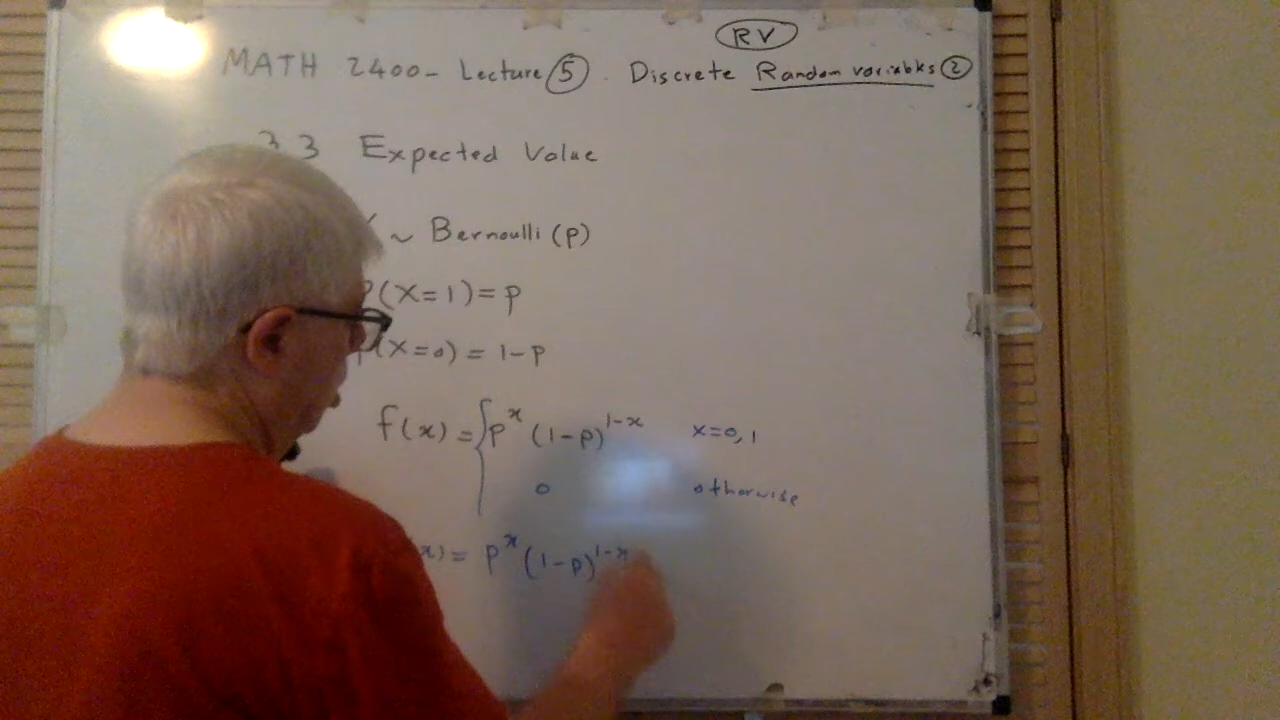 RV
MATH 2400 - Lecture 5. Discrete Random variables 2
3.3 Expected Value
X ~ Bernoulli (p)
P(X=1) = p
P(X=0) = 1-p
f(x) = { p^x (1-p)^{1-x} x=0,1
0 otherwise
x) = p^x (1-p)^{1-x}